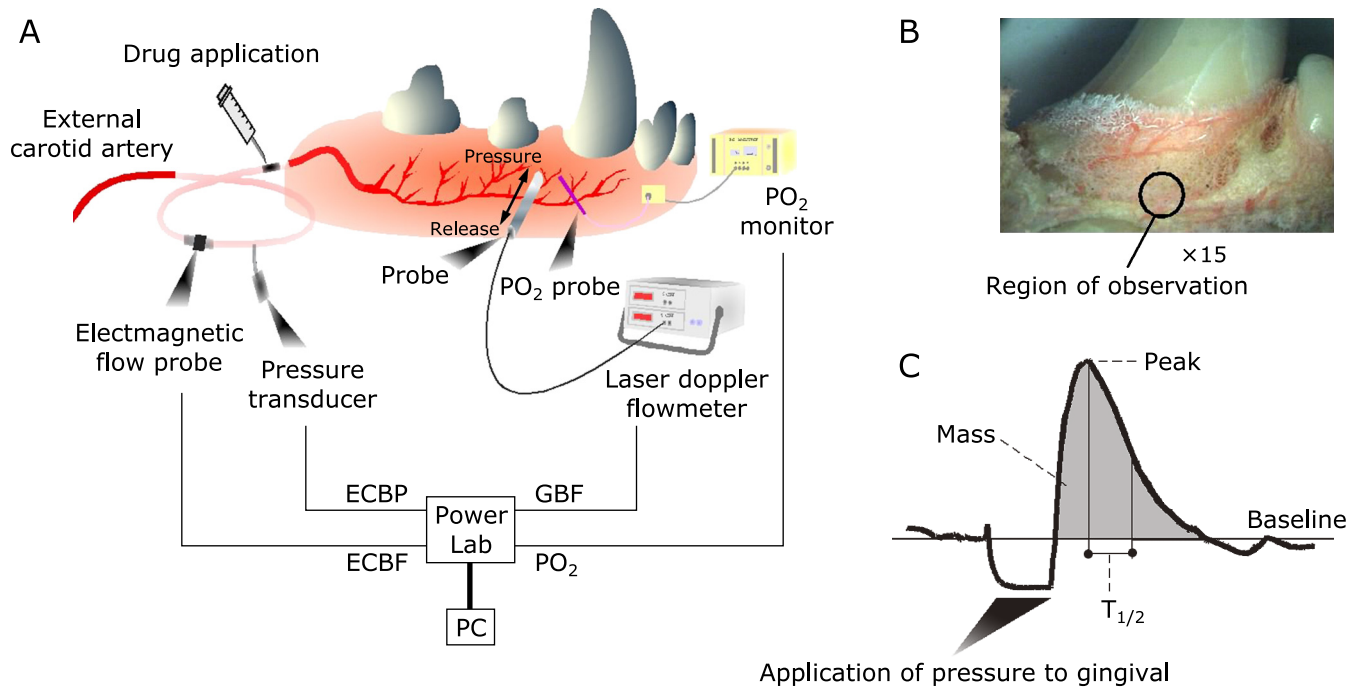 A
Drug application
External
carotid artery
Pressure
Release
Probe
PO2 probe
PO2
monitor
Electmagnetic
flow probe
Pressure
transducer
Laser doppler
flowmeter
ECBP
GBF
Power
Lab
ECBF
PO2
PC
B
×15
Region of observation
C
Peak
Mass
Baseline
T1/2
Application of pressure to gingival